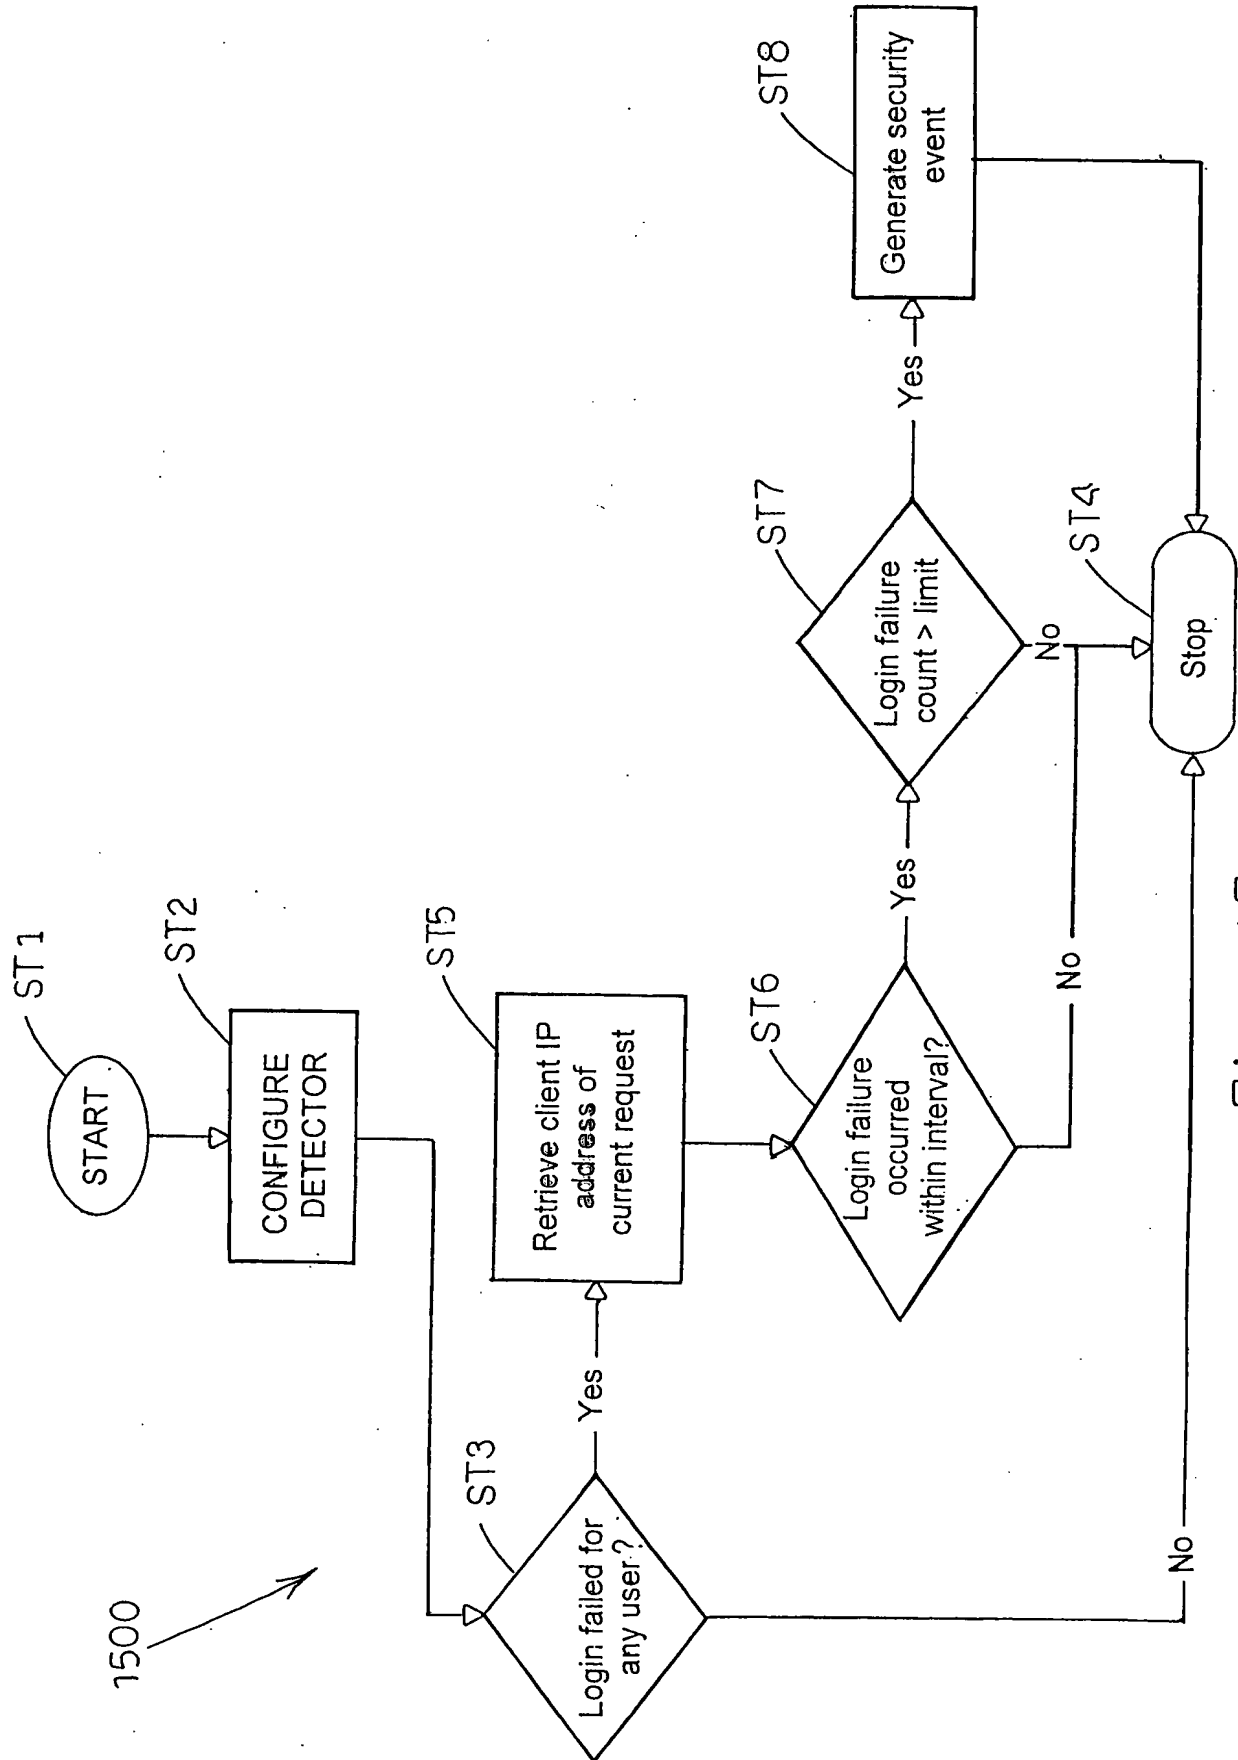 1500
ST1
START
ST2
CONFIGURE
DETECTOR
ST3
Login failed for
any user?
Yes
No
ST5
Retrieve client IP
address of
current request
ST6
Login failure
occurred
within interval?
Yes
No
ST7
Login failure
count > limit
Yes
No
ST8
Generate security
event
ST4
Stop